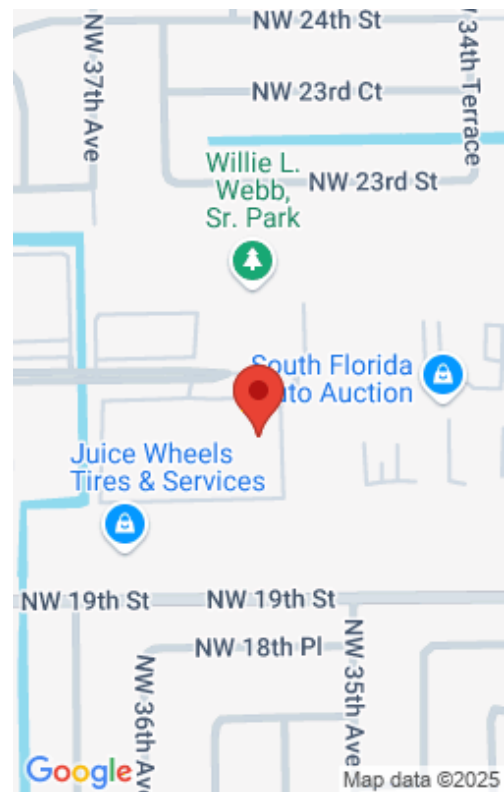 NW 24th St
NW 37th Ave
34th Terrace
NW 23rd Ct
Willie L.
Webb,
Sr. Park
NW 23rd St
South Florida
Auto Auction
Juice Wheels
Tires & Services
NW 19th St
NW 19th St
NW 18th Pl
NW 36th Ave
NW 35th Ave
Google
Map data ©2025